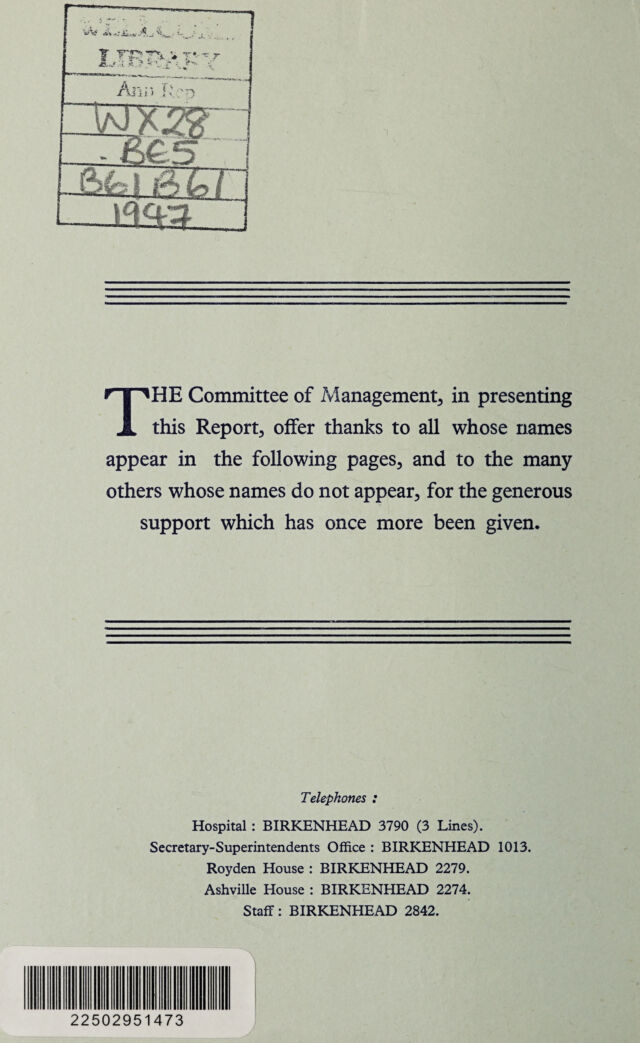 WELLCOME
LIBRARY
Ann Rep
WX28
.BE5
B61B61
1947
THE Committee of Management, in presenting
this Report, offer thanks to all whose names
appear in the following pages, and to the many
others whose names do not appear, for the generous
support which has once more been given.
Telephones :
Hospital : BIRKENHEAD 3790 (3 Lines).
Secretary-Superintendents Office : BIRKENHEAD 1013.
Royden House : BIRKENHEAD 2279.
Ashville House : BIRKENHEAD 2274.
Staff : BIRKENHEAD 2842.
22502951473